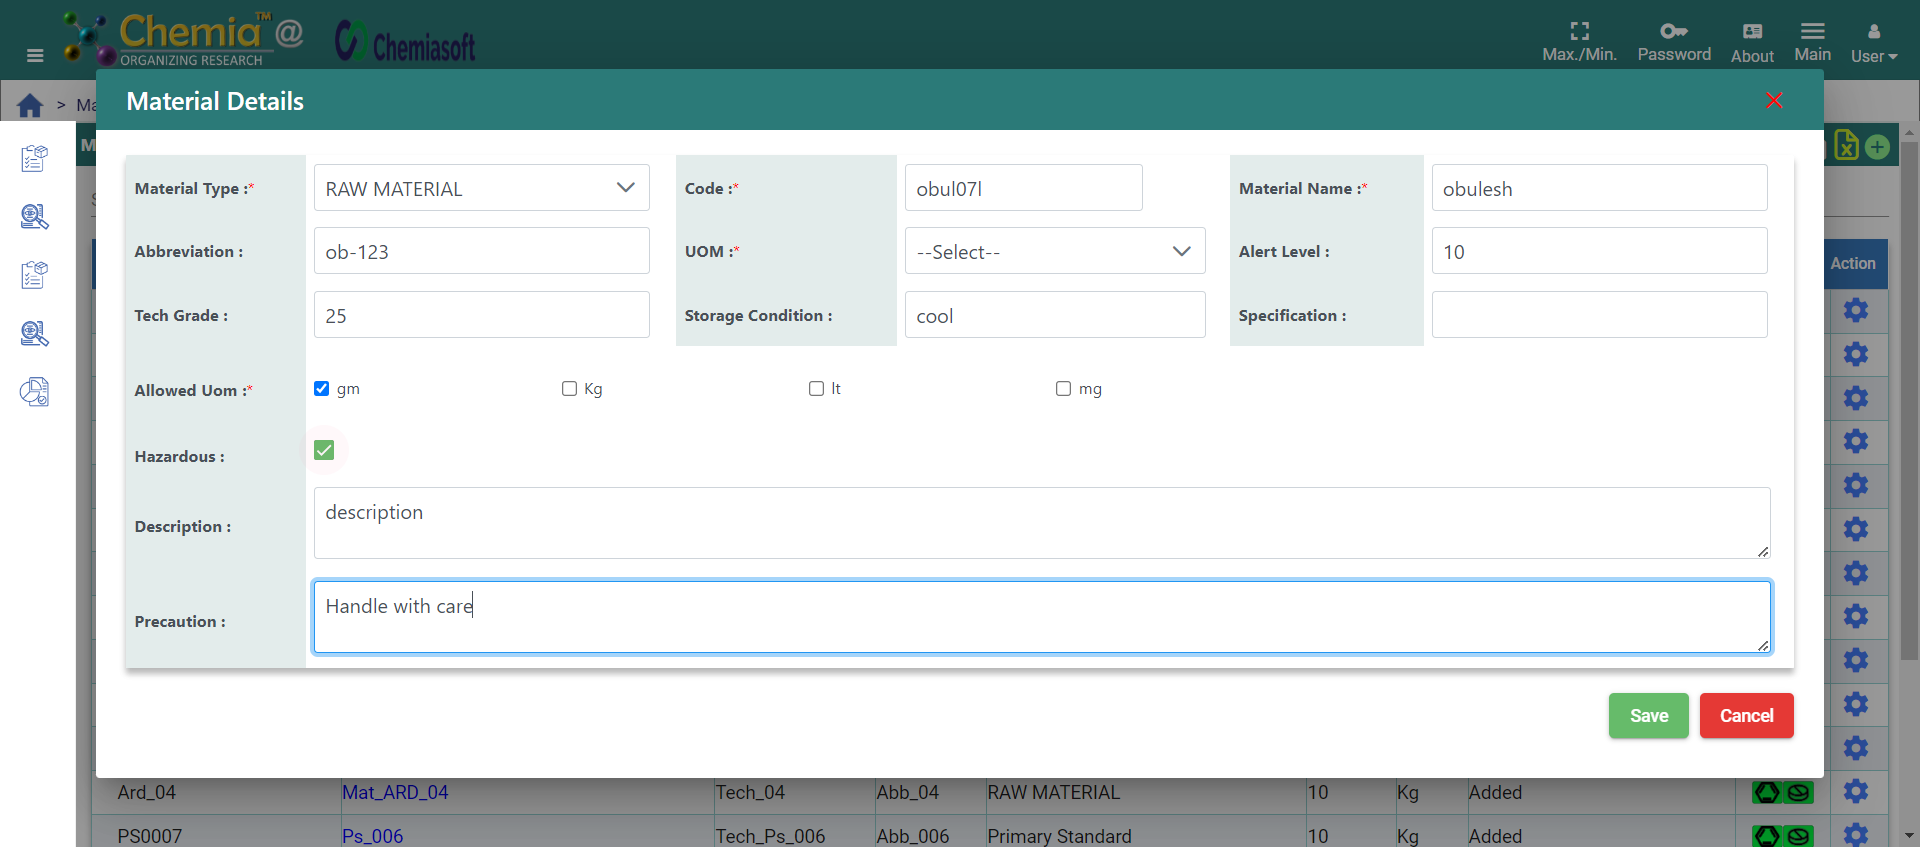 Chemia™@
ORGANIZING RESEARCH
Chemiasoft
Max./Min.
Password
About
Main
User
> Ma
M
Material Details
Material Type :* RAW MATERIAL Code :* obul07l Material Name :* obulesh
Abbreviation : ob-123 UOM :* --Select-- Alert Level : 10
Tech Grade : 25 Storage Condition : cool Specification :
Allowed Uom :* gm Kg lt mg
Hazardous :
Description : description
Precaution : Handle with care
Save Cancel
Action
Ard_04 Mat_ARD_04 Tech_04 Abb_04 RAW MATERIAL 10 Kg Added
PS0007 Ps_006 Tech_Ps_006 Abb_006 Primary Standard 10 Kg Added